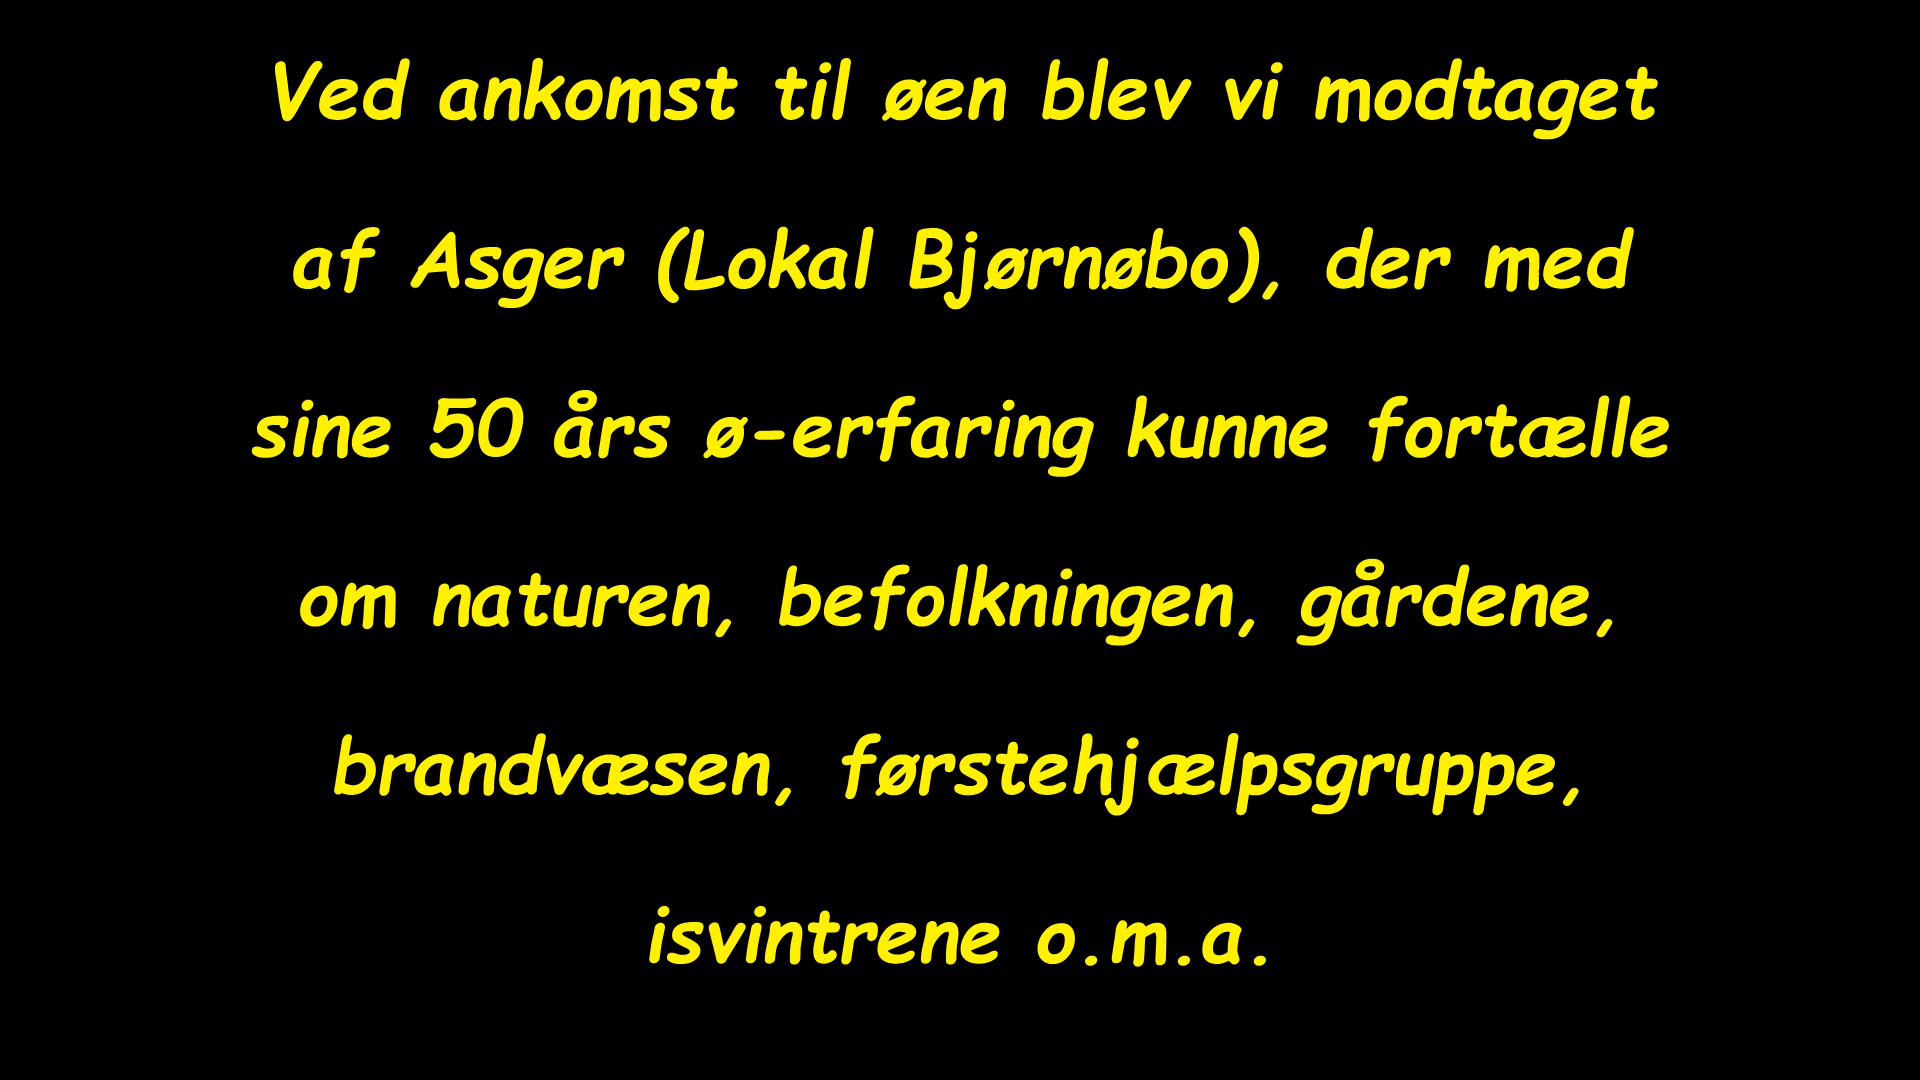 Ved ankomst til øen blev vi modtaget
af Asger (Lokal Bjørnøbo), der med
sine 50 års ø-erfaring kunne fortælle
om naturen, befolkningen, gårdene,
brandvæsen, førstehjælpsgruppe,
isvintrene o.m.a.